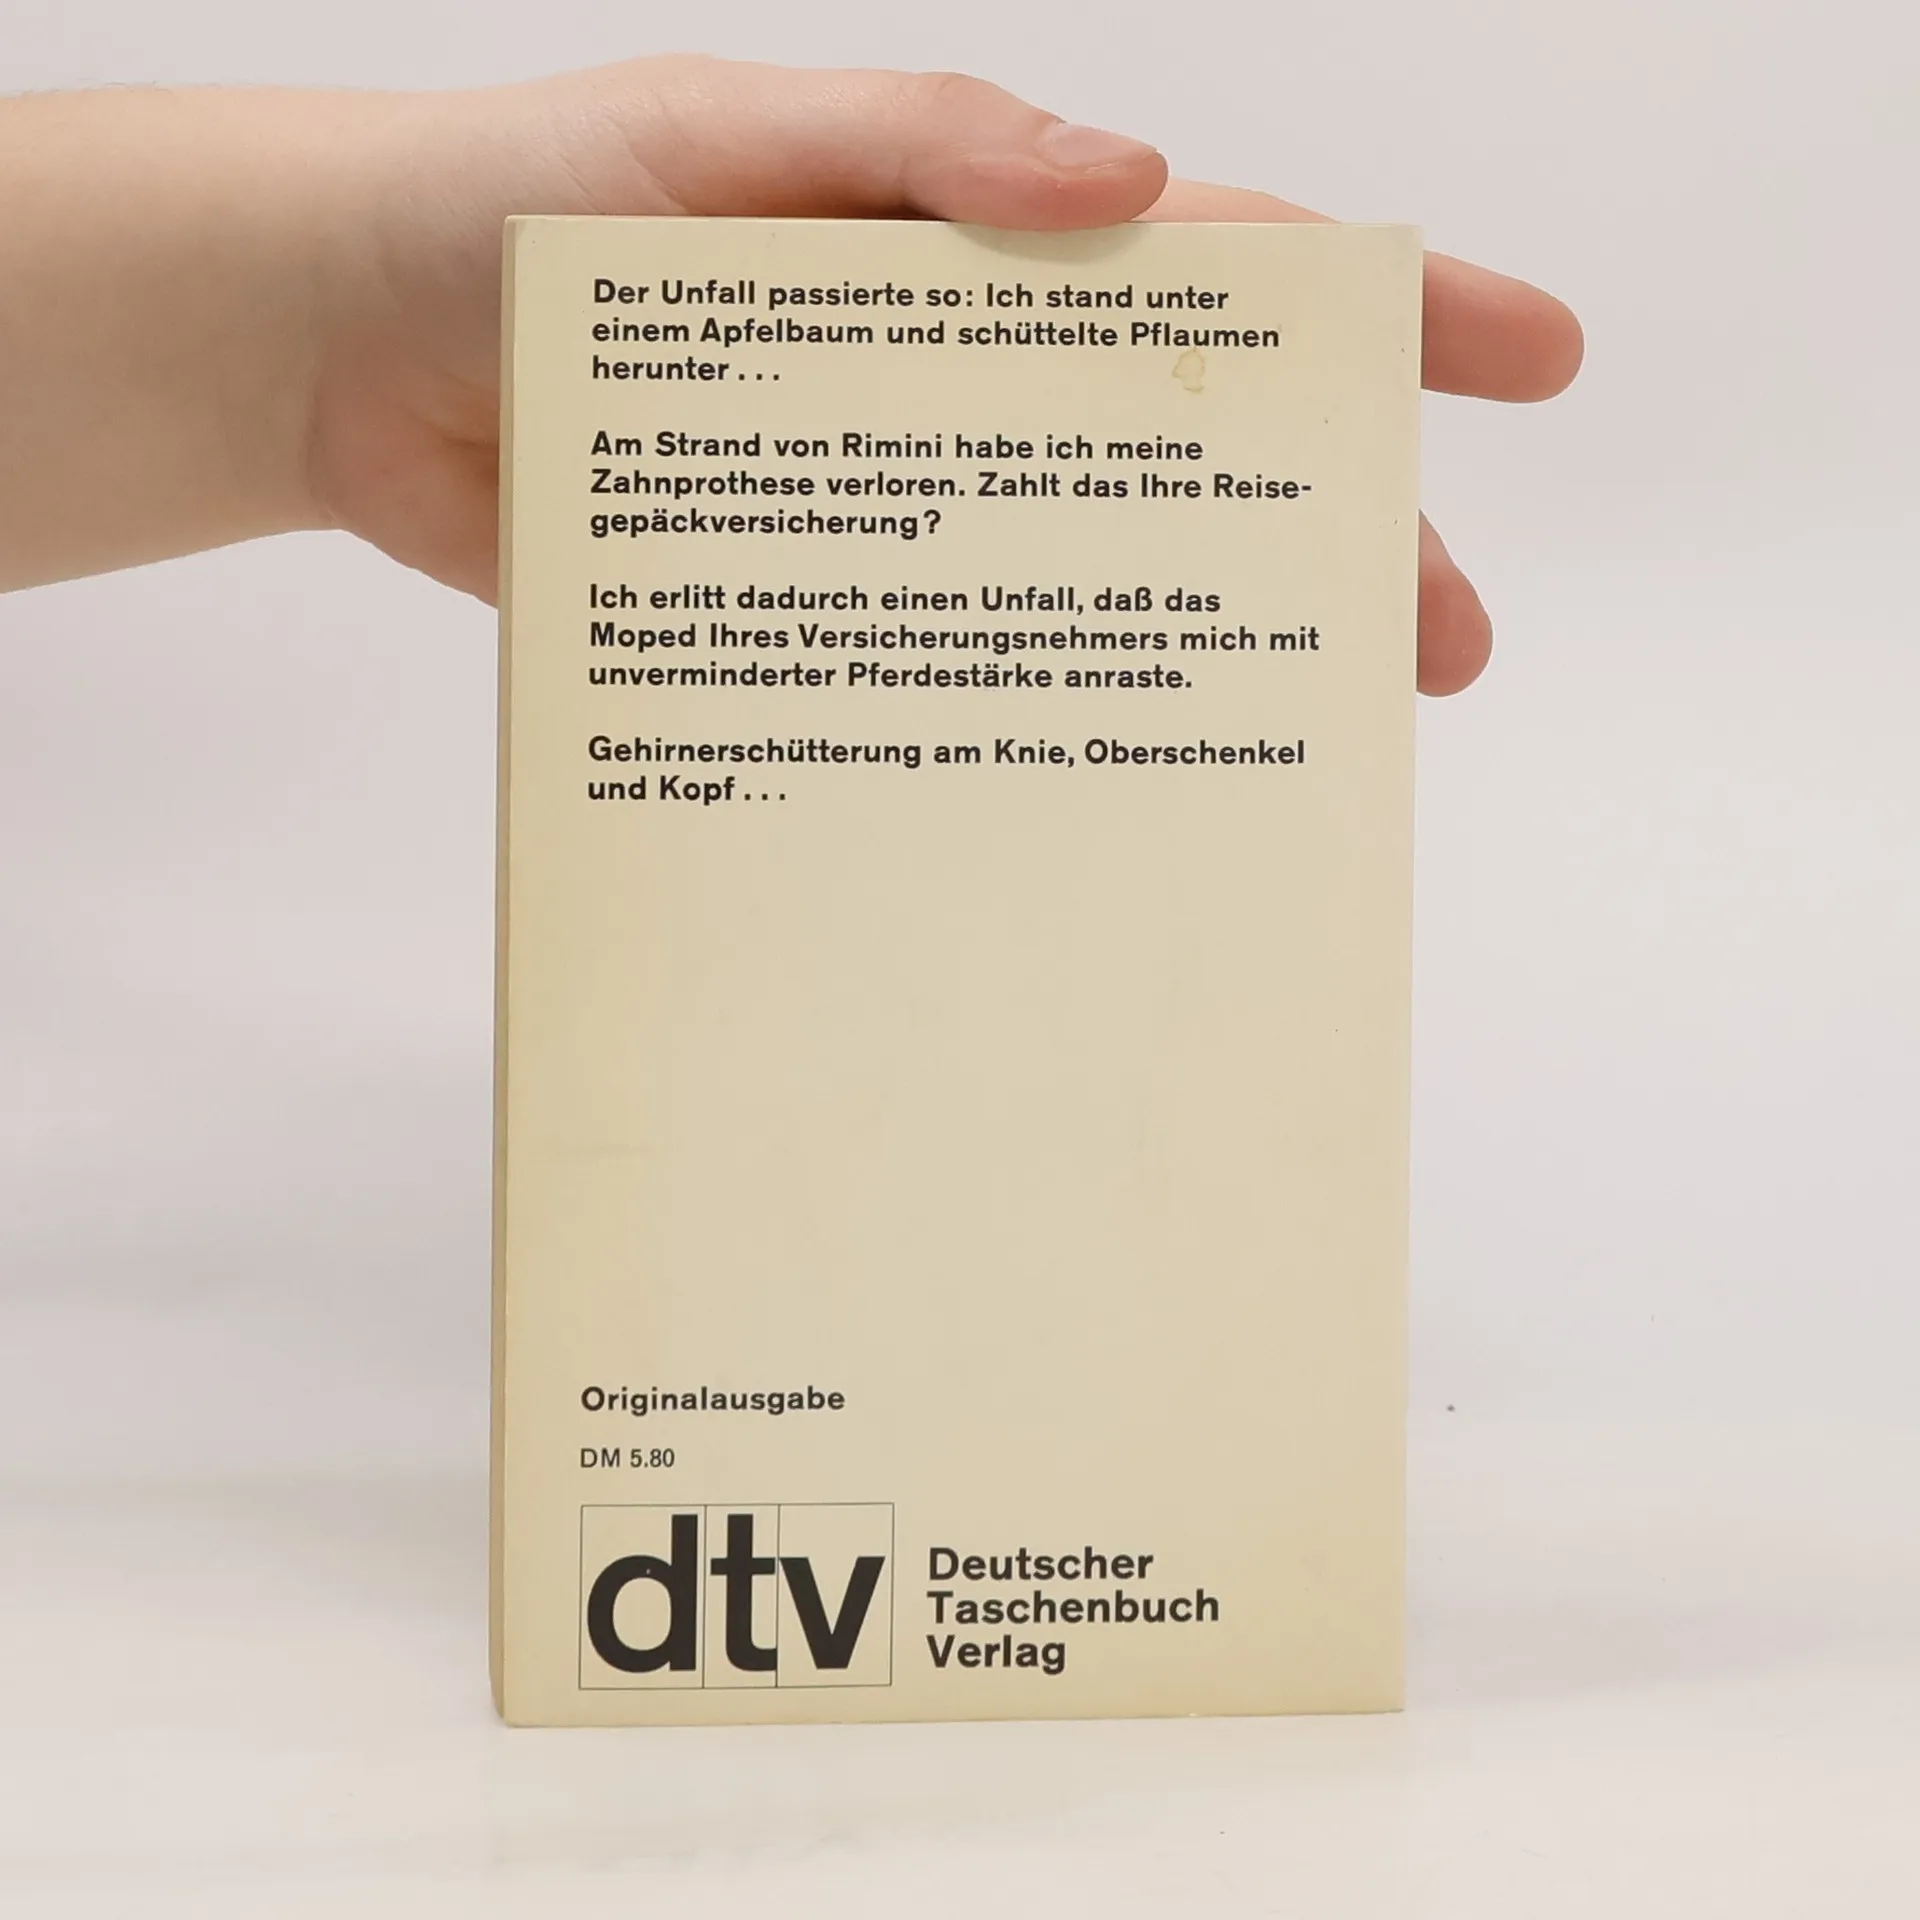 Der Unfall passierte so: Ich stand unter
einem Apfelbaum und schüttelte Pflaumen
herunter...
Am Strand von Rimini habe ich meine
Zahnprothese verloren. Zahlt das Ihre Reise-
gepäckversicherung?
Ich erlitt dadurch einen Unfall, daß das
Moped Ihres Versicherungsnehmers mich mit
unverminderter Pferdestärke anraste.
Gehirnerschütterung am Knie, Oberschenkel
und Kopf...
Originalausgabe
DM 5.80
dtv
Deutscher
Taschenbuch
Verlag